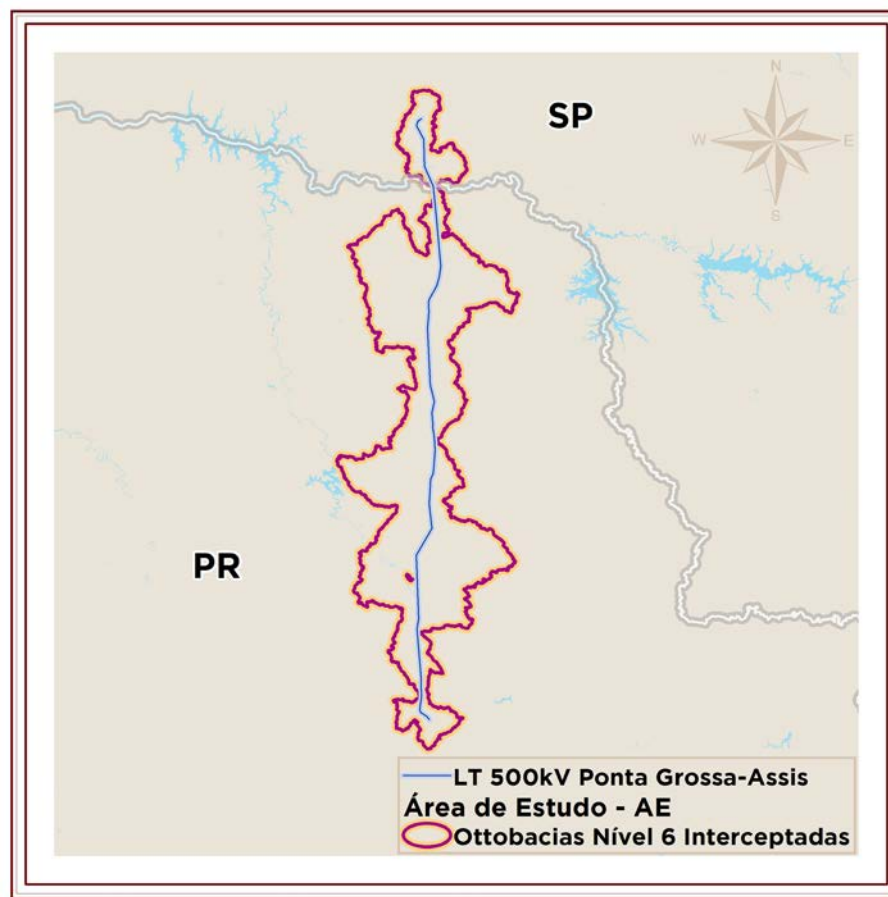 N
SP
W
E
S
PR
LT 500kV Ponta Grossa-Assis
Área de Estudo - AE
Ottobacias Nível 6 Interceptadas